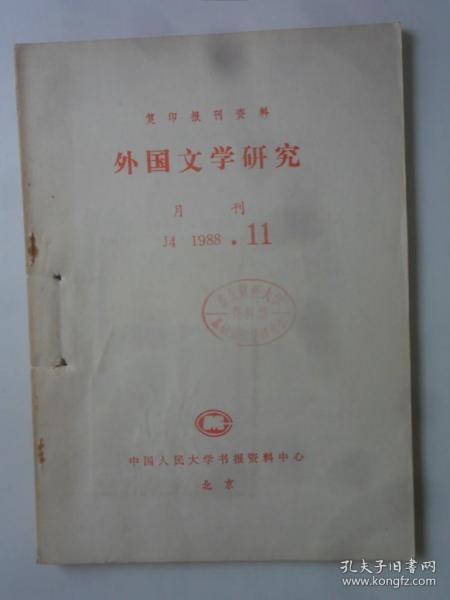 复印报刊资料
外国文学研究
月刊
J4 1988.11
中国人民大学书报资料中心
北京
孔夫子旧书网
www.kongfz.com